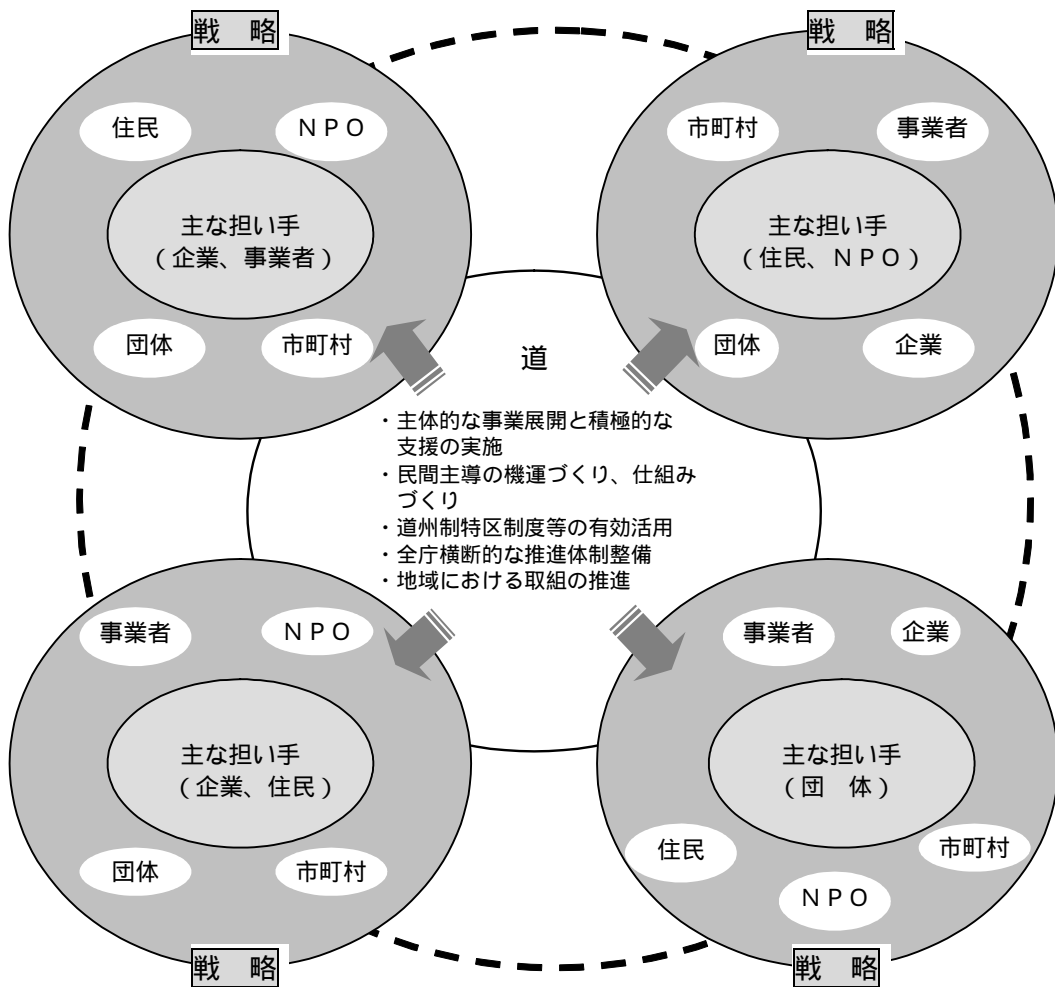 戦　略
住民
ＮＰＯ
主な担い手
（企業、事業者）
団体
市町村
戦　略
市町村
事業者
主な担い手
（住民、ＮＰＯ）
団体
企業
道
・主体的な事業展開と積極的な
支援の実施
・民間主導の機運づくり、仕組み
づくり
・道州制特区制度等の有効活用
・全庁横断的な推進体制整備
・地域における取組の推進
事業者
ＮＰＯ
主な担い手
（企業、住民）
団体
市町村
戦　略
事業者
企業
主な担い手
（団　体）
住民
市町村
ＮＰＯ
戦　略